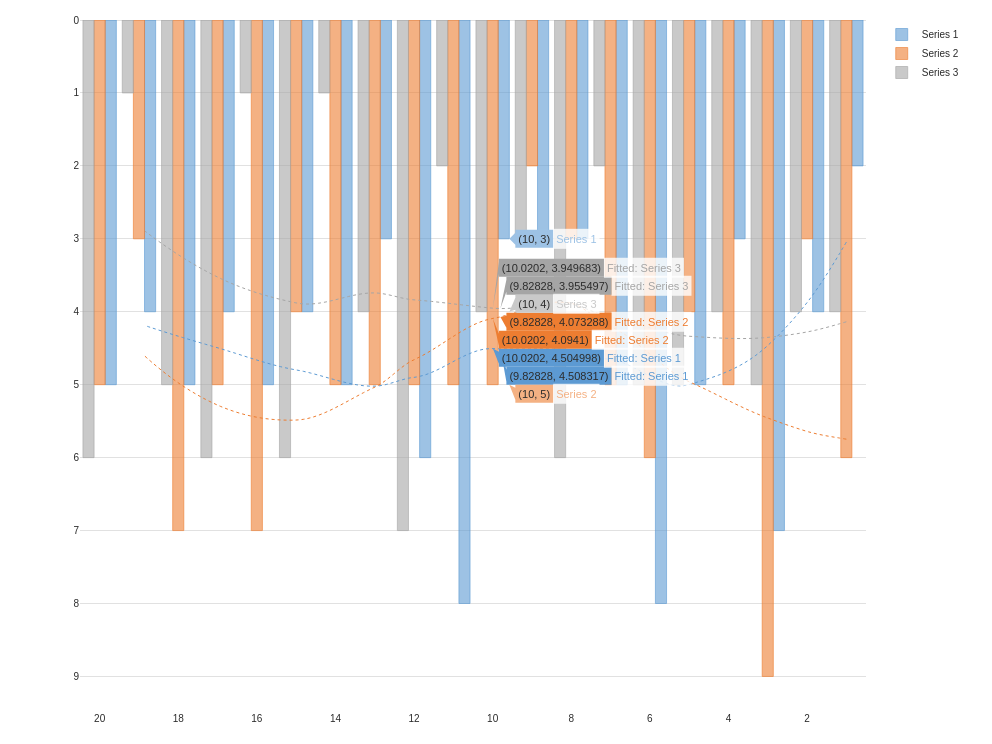 0
1
2
3
4
5
6
7
8
9
20 18 16 14 12 10 8 6 4 2
(10, 3) Series 1
(10.0202, 3.949683) Fitted: Series 3
(9.82828, 3.955497) Fitted: Series 3
(10, 4) Series 3
(9.82828, 4.073288) Fitted: Series 2
(10.0202, 4.0941) Fitted: Series 2
(10.0202, 4.504998) Fitted: Series 1
(9.82828, 4.508317) Fitted: Series 1
(10, 5) Series 2
Series 1
Series 2
Series 3